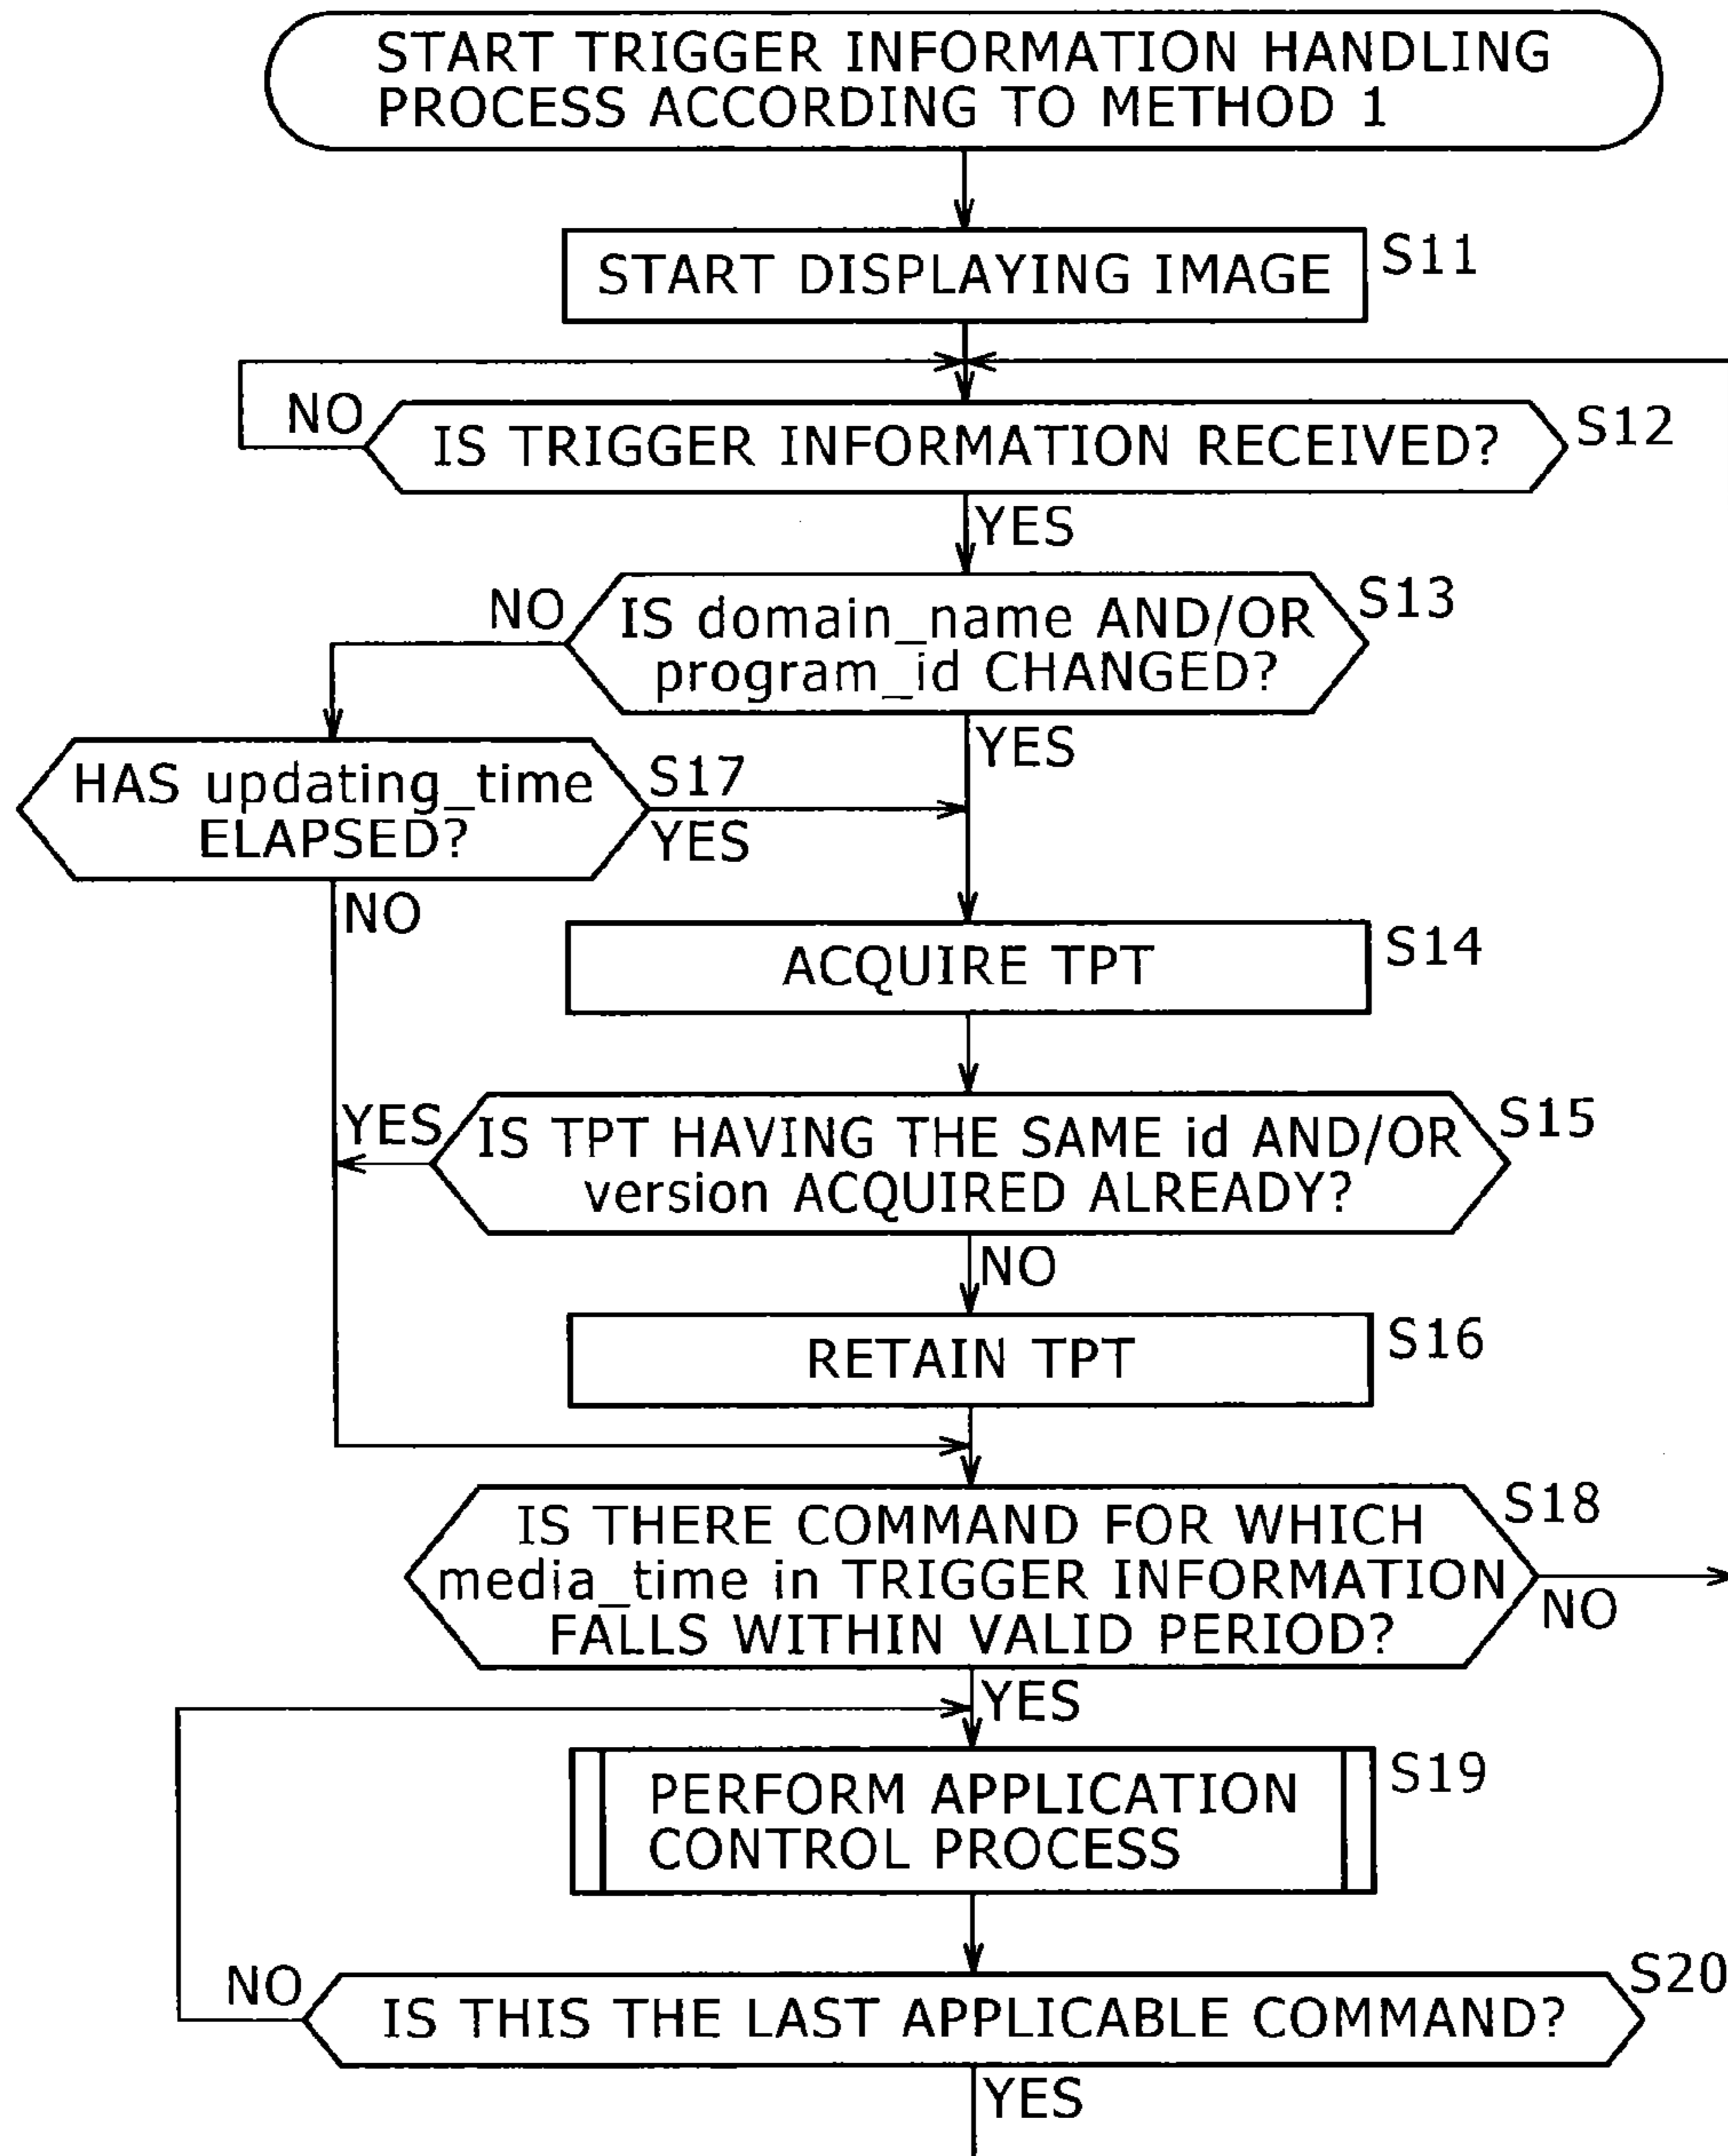 START TRIGGER INFORMATION HANDLING
PROCESS ACCORDING TO METHOD 1
START DISPLAYING IMAGE
S11
NO
IS TRIGGER INFORMATION RECEIVED?
S12
YES
NO
IS domain_name AND/OR
program_id CHANGED?
S13
YES
HAS updating_time
ELAPSED?
S17
YES
NO
ACQUIRE TPT
S14
YES
IS TPT HAVING THE SAME id AND/OR
version ACQUIRED ALREADY?
S15
NO
RETAIN TPT
S16
IS THERE COMMAND FOR WHICH
media_time in TRIGGER INFORMATION
FALLS WITHIN VALID PERIOD?
S18
NO
YES
PERFORM APPLICATION
CONTROL PROCESS
S19
NO
IS THIS THE LAST APPLICABLE COMMAND?
S20
YES